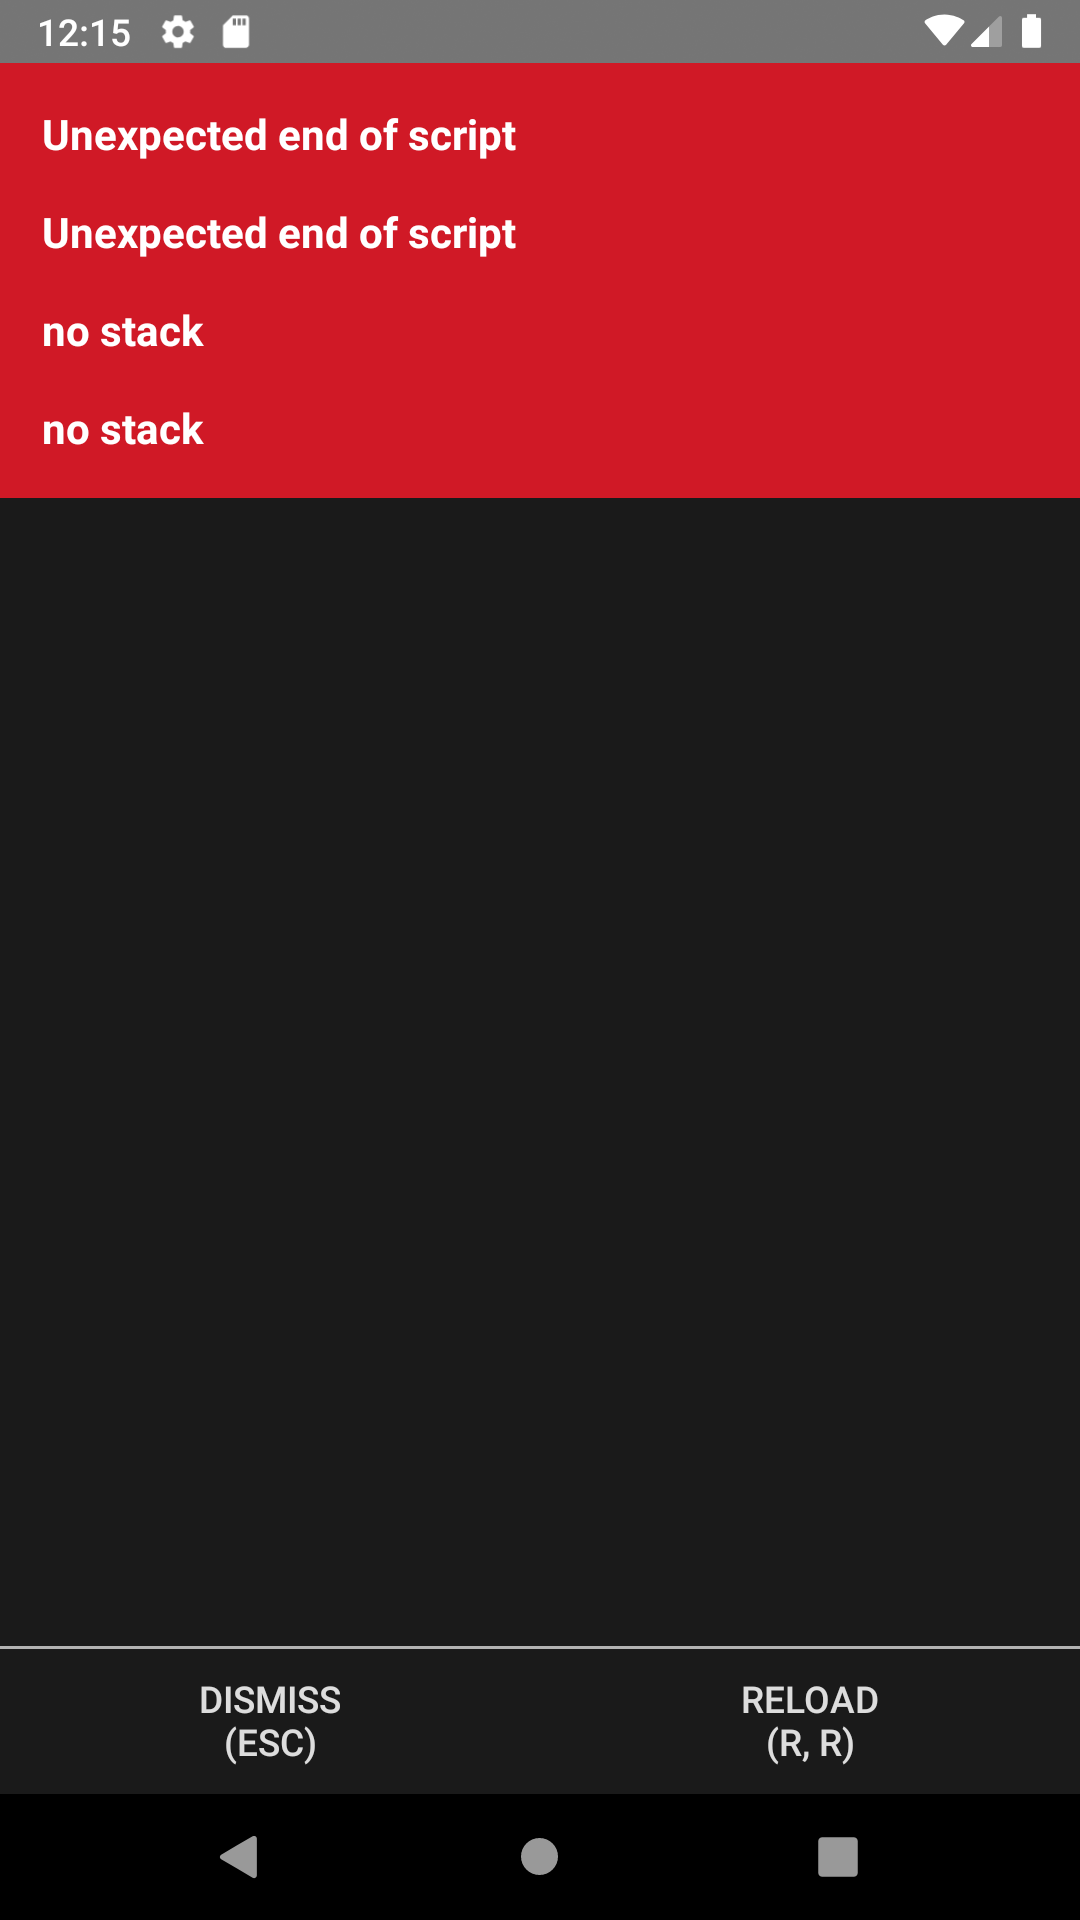 12:15
Unexpected end of script
Unexpected end of script
no stack
no stack
DISMISS
(ESC)
RELOAD
(R, R)